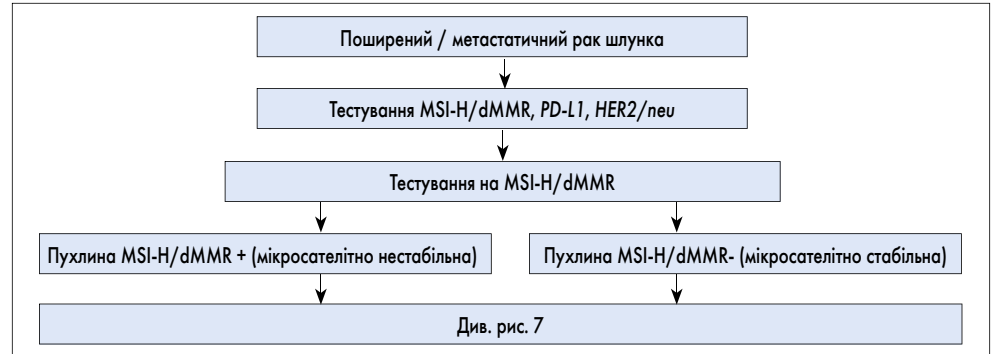 Поширений / метастатичний рак шлунка
Тестування MSI-H/dMMR, PD-L1, HER2/neu
Тестування на MSI-H/dMMR
Пухлина MSI-H/dMMR + (мікросателітно нестабільна)
Пухлина MSI-H/dMMR- (мікросателітно стабільна)
Див. рис. 7